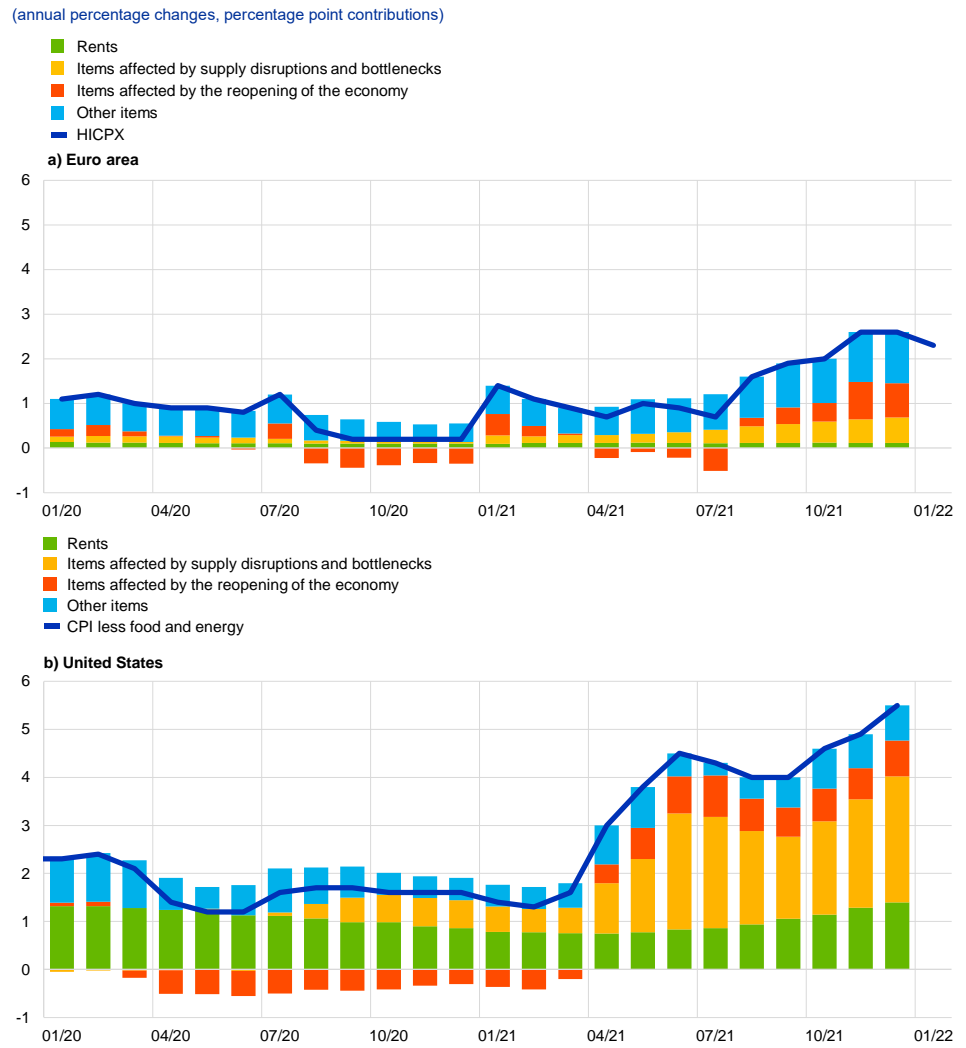 (annual percentage changes, percentage point contributions)
Rents
Items affected by supply disruptions and bottlenecks
Items affected by the reopening of the economy
Other items
HICPX
a) Euro area
6
5
4
3
2
1
0
-1
01/20 04/20 07/20 10/20 01/21 04/21 07/21 10/21 01/22
Rents
Items affected by supply disruptions and bottlenecks
Items affected by the reopening of the economy
Other items
CPI less food and energy
b) United States
6
5
4
3
2
1
0
-1
01/20 04/20 07/20 10/20 01/21 04/21 07/21 10/21 01/22